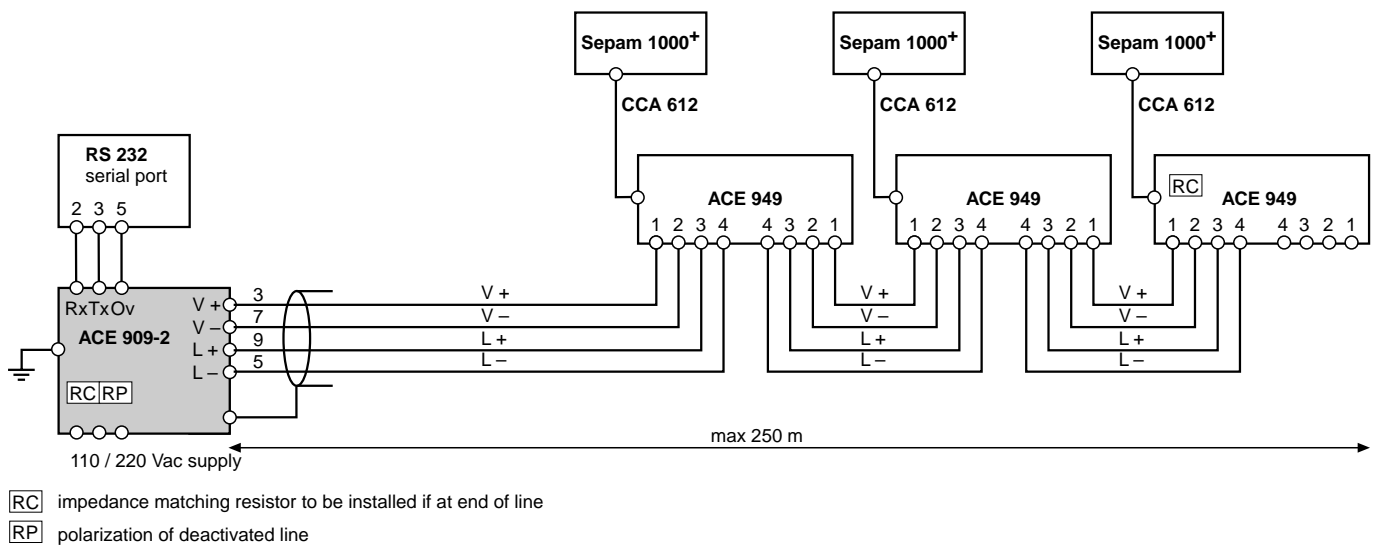 Sepam 1000+ Sepam 1000+ Sepam 1000+
CCA 612 CCA 612 CCA 612
RS 232
serial port
2 3 5
RC
ACE 949 ACE 949 ACE 949
1 2 3 4 4 3 2 1 1 2 3 4 4 3 2 1 1 2 3 4 4 3 2 1
RxTxOv
ACE 909-2
V + 3 V + V + V +
V – 7 V – V – V –
L + 9 L + L + L +
L – 5 L – L – L –
RC RP
max 250 m
110 / 220 Vac supply
RC impedance matching resistor to be installed if at end of line
RP polarization of deactivated line